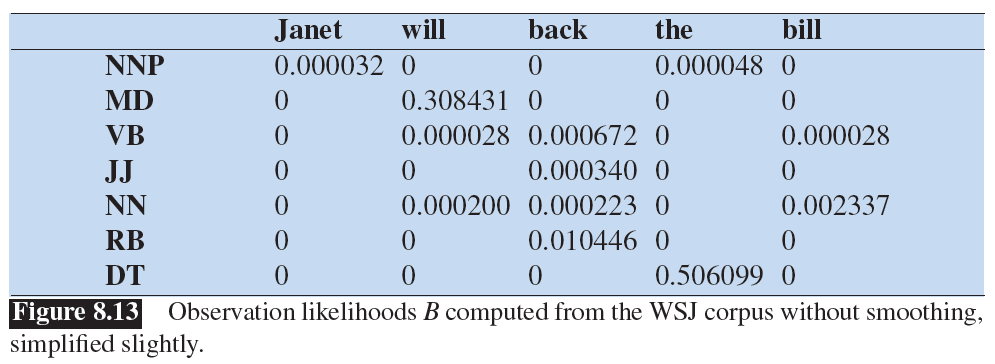 Janet will back the bill
NNP 0.000032 0 0 0.000048 0
MD 0 0.308431 0 0 0
VB 0 0.000028 0.000672 0 0.000028
JJ 0 0 0.000340 0 0
NN 0 0.000200 0.000223 0 0.002337
RB 0 0 0.010446 0 0
DT 0 0 0 0.506099 0
Figure 8.13 Observation likelihoods B computed from the WSJ corpus without smoothing,
simplified slightly.